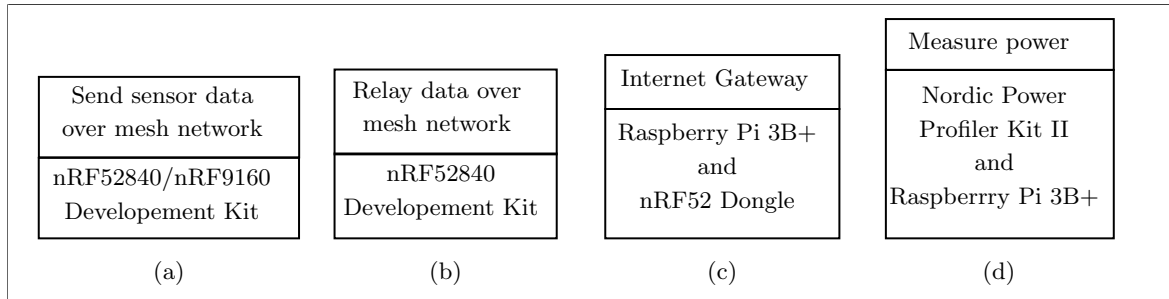 Send sensor data
over mesh network
nRF52840/nRF9160
Developement Kit
(a)
Relay data over
mesh network
nRF52840
Developement Kit
(b)
Internet Gateway
Raspberry Pi 3B+
and
nRF52 Dongle
(c)
Measure power
Nordic Power
Profiler Kit II
and
Raspberrry Pi 3B+
(d)